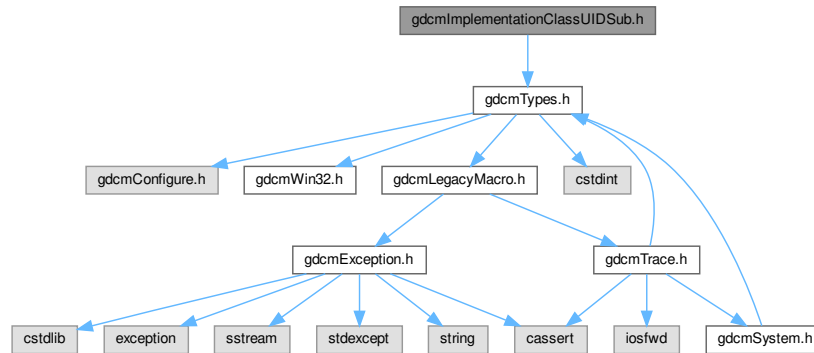 gdcmImplementationClassUIDSub.h
gdcmTypes.h
gdcmConfigure.h
gdcmWin32.h
gdcmLegacyMacro.h
cstdint
gdcmException.h
gdcmTrace.h
cstdlib
exception
sstream
stdexcept
string
cassert
iosfwd
gdcmSystem.h